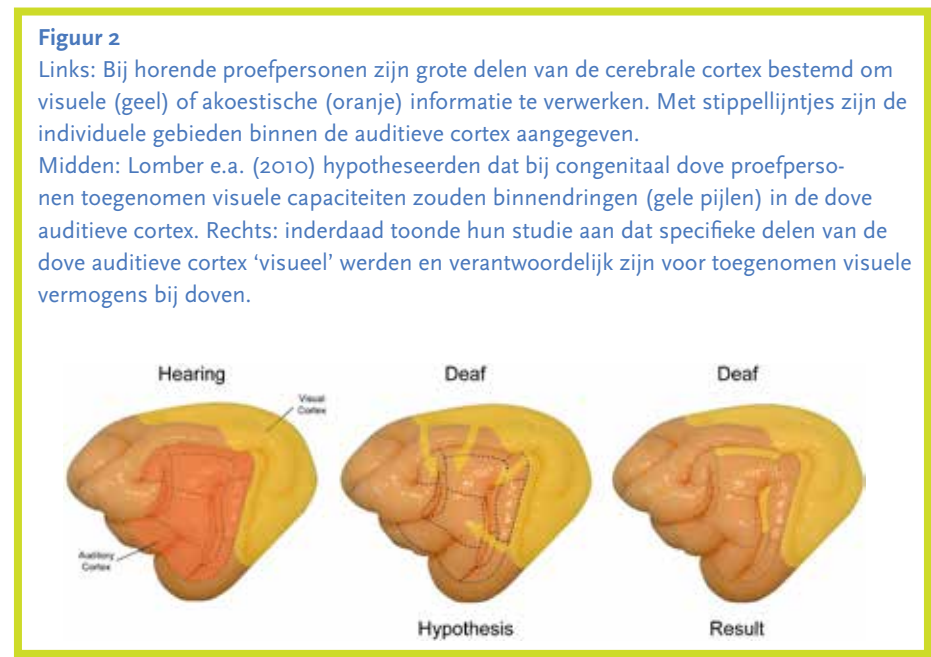 Figuur 2
Links: Bij horende proefpersonen zijn grote delen van de cerebrale cortex bestemd om
visuele (geel) of akoestische (oranje) informatie te verwerken. Met stippellijntjes zijn de
individuele gebieden binnen de auditieve cortex aangegeven.
Midden: Lomber e.a. (2010) hypotheseerden dat bij congenitaal dove proefperso-
nen toegenomen visuele capaciteiten zouden binnendringen (gele pijlen) in de dove
auditieve cortex. Rechts: inderdaad toonde hun studie aan dat specifieke delen van de
dove auditieve cortex ‘visueel’ werden en verantwoordelijk zijn voor toegenomen visuele
vermogens bij doven.
Hearing
Deaf
Deaf
Visual
Cortex
Auditory
Cortex
Hypothesis
Result